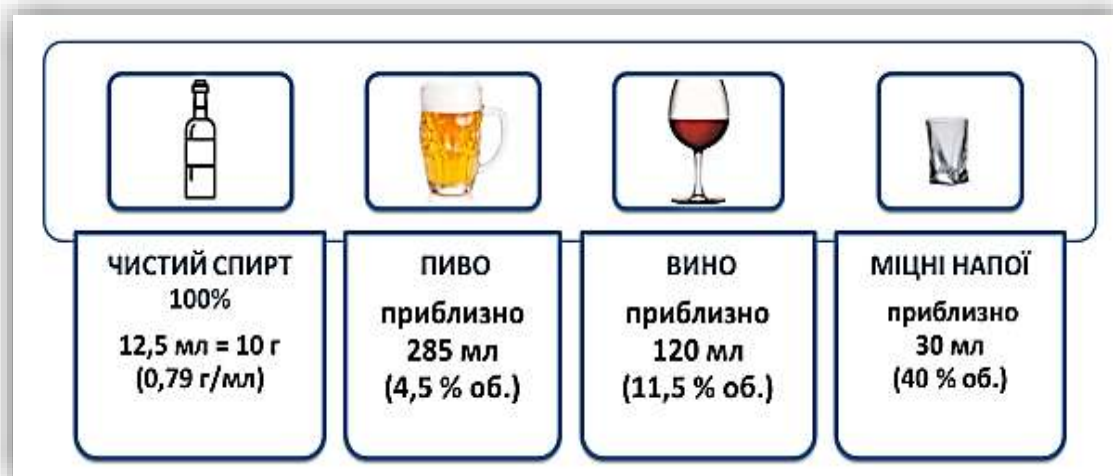 ЧИСТИЙ СПИРТ
100%
12,5 мл = 10 г
(0,79 г/мл)
ПИВО
приблизно
285 мл
(4,5 % об.)
ВИНО
приблизно
120 мл
(11,5 % об.)
МІЦНІ НАПОЇ
приблизно
30 мл
(40 % об.)